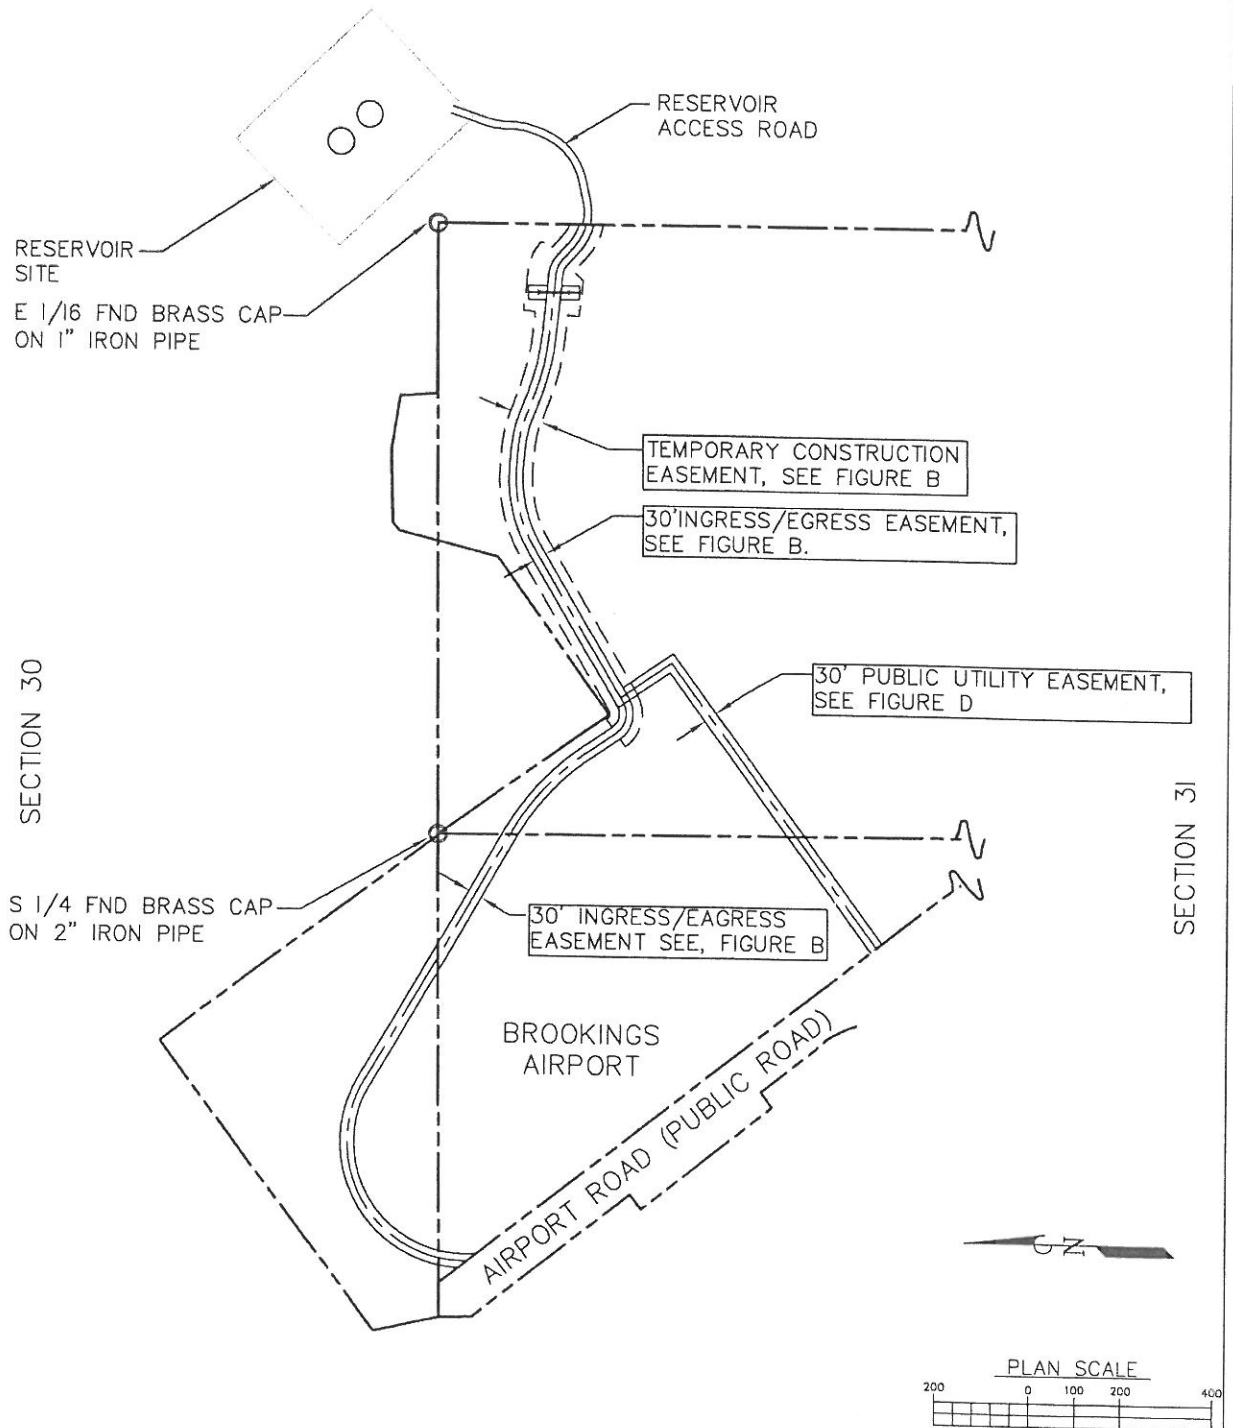 RESERVOIR
ACCESS ROAD
RESERVOIR
SITE
E 1/16 FND BRASS CAP
ON 1" IRON PIPE
TEMPORARY CONSTRUCTION
EASEMENT, SEE FIGURE B
30'INGRESS/EGRESS EASEMENT,
SEE FIGURE B.
SECTION 30
30' PUBLIC UTILITY EASEMENT,
SEE FIGURE D
SECTION 31
S 1/4 FND BRASS CAP
ON 2" IRON PIPE
30' INGRESS/EAGRESS
EASEMENT SEE, FIGURE B
BROOKINGS
AIRPORT
AIRPORT ROAD (PUBLIC ROAD)
N
PLAN SCALE
200 0 100 200 400